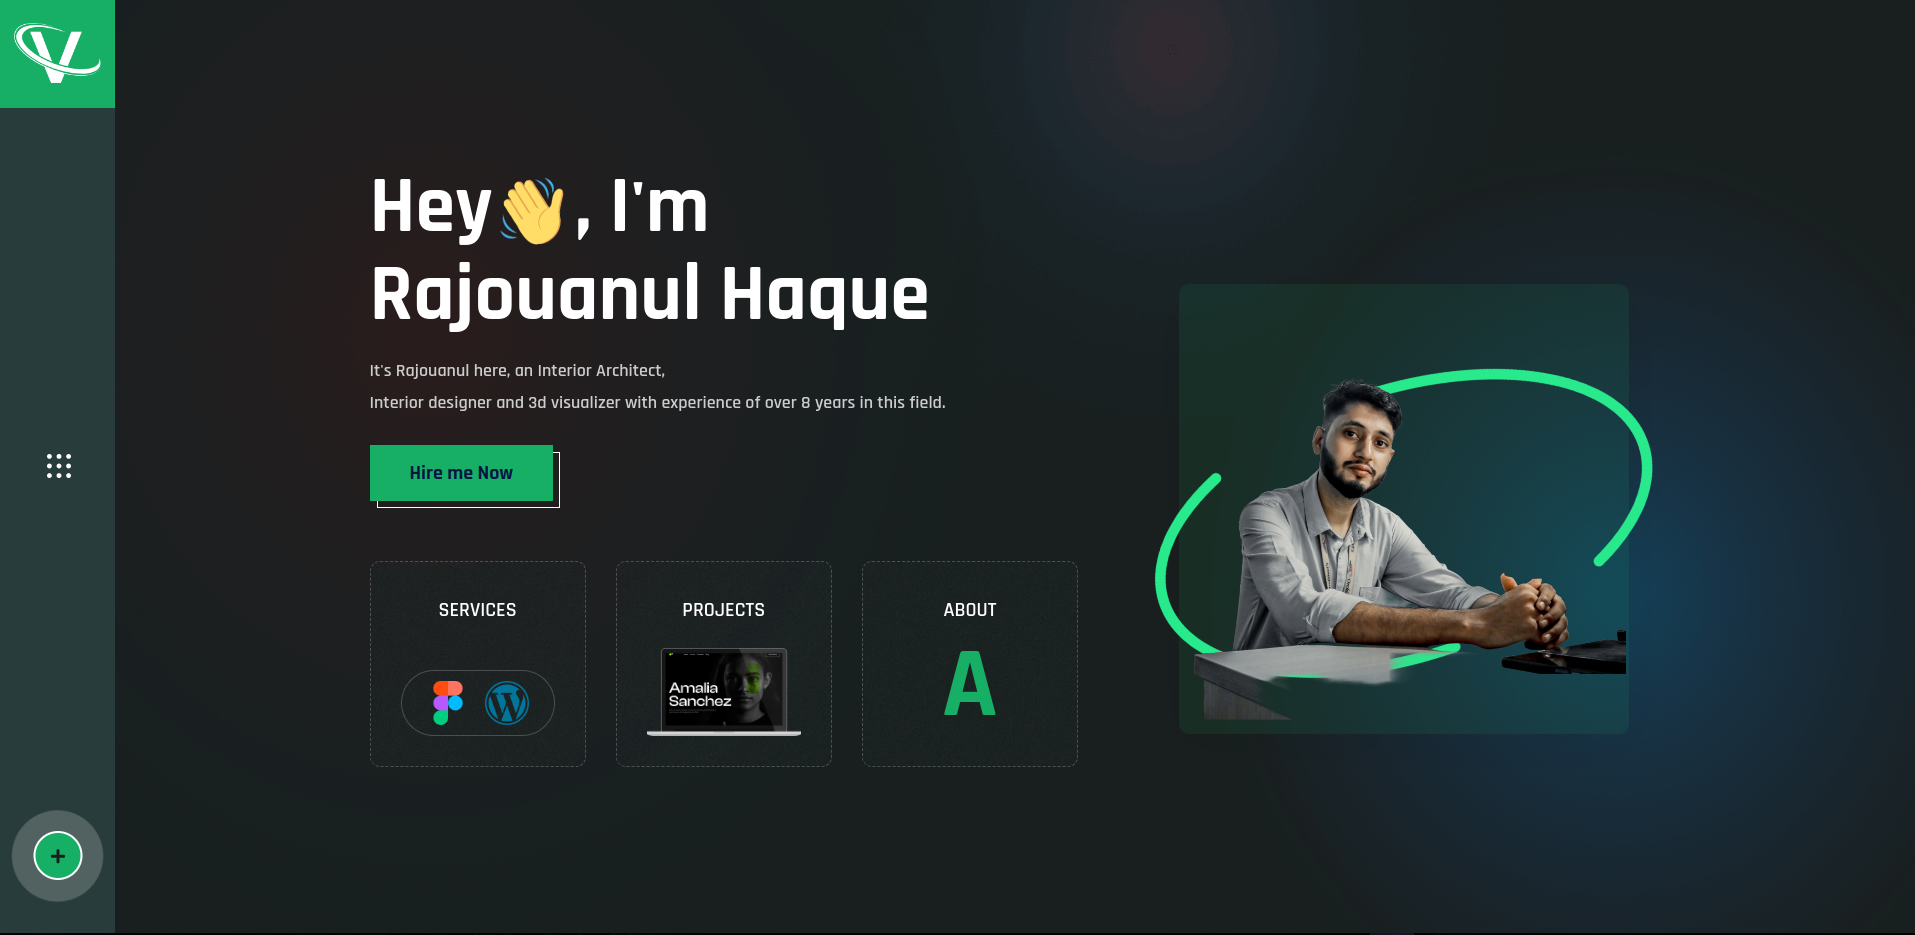 V
Hey👋, I'm
Rajouanul Haque
It's Rajouanul here, an Interior Architect,
Interior designer and 3d visualizer with experience of over 8 years in this field.
Hire me Now
SERVICES
PROJECTS
ABOUT
Amalia
Sanchez
A